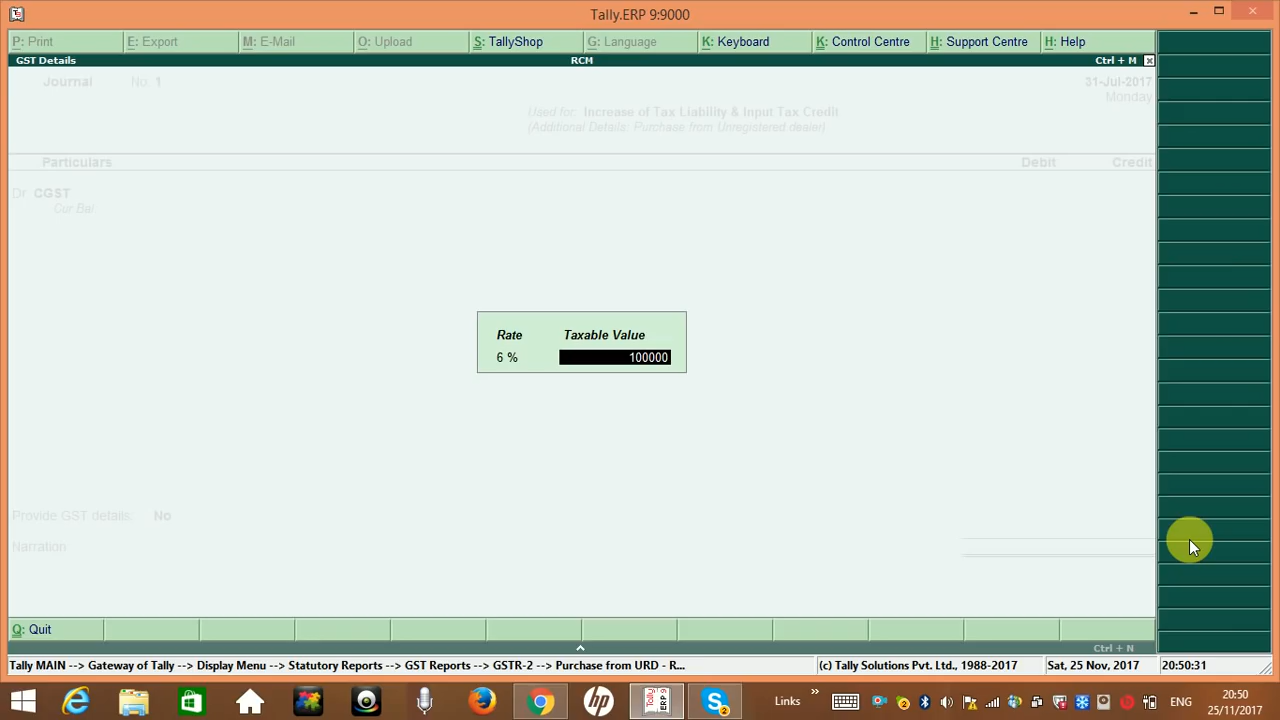 Tally.ERP 9:9000
P: Print E: Export M: E-Mail O: Upload S: TallyShop G: Language K: Keyboard K: Control Centre H: Support Centre H: Help
GST Details RCM Ctrl + M
Journal No. 1 31-Jul-2017
Monday
Used for: Increase of Tax Liability & Input Tax Credit
(Additional Details: Purchase from Unregistered dealer)
Particulars Debit Credit
Dr CGST
Cur Bal:
Rate Taxable Value
6 % 100000
Provide GST details: No
Narration
Q: Quit
Ctrl + N
Tally MAIN --> Gateway of Tally --> Display Menu --> Statutory Reports --> GST Reports --> GSTR-2 --> Purchase from URD - R... (c) Tally Solutions Pvt. Ltd., 1988-2017 Sat, 25 Nov, 2017 20:50:31
Links » ENG 20:50
25/11/2017